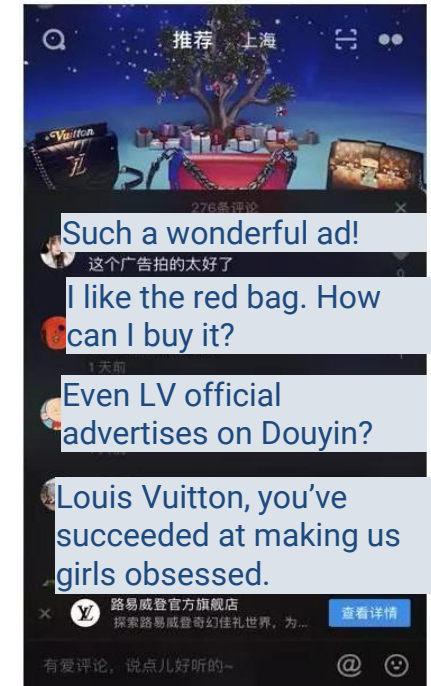 推荐 上海
Vuitton
276条评论
Such a wonderful ad!
这个广告拍的太好了
0
I like the red bag. How
can I buy it?
1天前
Even LV official
advertises on Douyin?
Louis Vuitton, you’ve
succeeded at making us
girls obsessed.
路易威登官方旗舰店
探索路易威登奇幻佳礼世界，为...
查看详情
有爱评论，说点儿好听的~